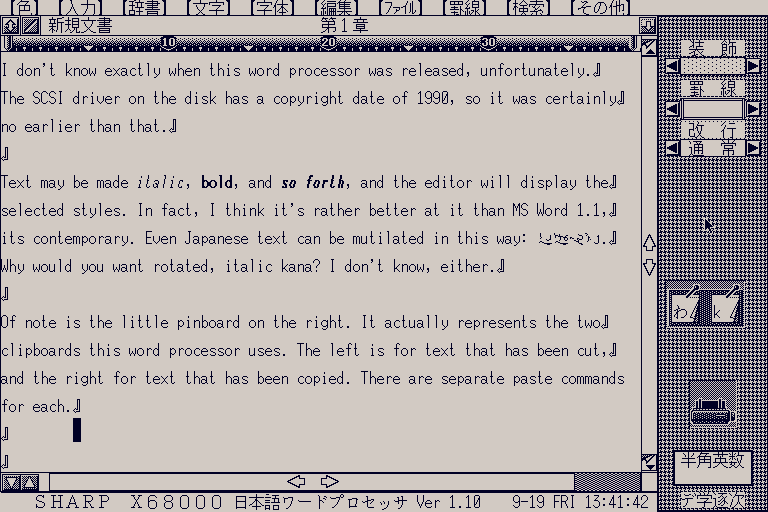 [色] [入力] [辞書] [文字] [字体] [編集] [ファイル] [罫線] [検索] [その他]
新規文書 第1章
10 20 30
I don't know exactly when this word processor was released, unfortunately.
The SCSI driver on the disk has a copyright date of 1990, so it was certainly
no earlier than that.
Text may be made italic, bold, and so forth, and the editor will display the
selected styles. In fact, I think it's rather better at it than MS Word 1.1,
its contemporary. Even Japanese text can be mutilated in this way:
Why would you want rotated, italic kana? I don't know, either.
Of note is the little pinboard on the right. It actually represents the two
clipboards this word processor uses. The left is for text that has been cut,
and the right for text that has been copied. There are separate paste commands
for each.
装飾
罫線
改行
通常
わ k
半角英数
デ学逐次
SHARP X68000 日本語ワードプロセッサ Ver 1.10 9-19 FRI 13:41:42